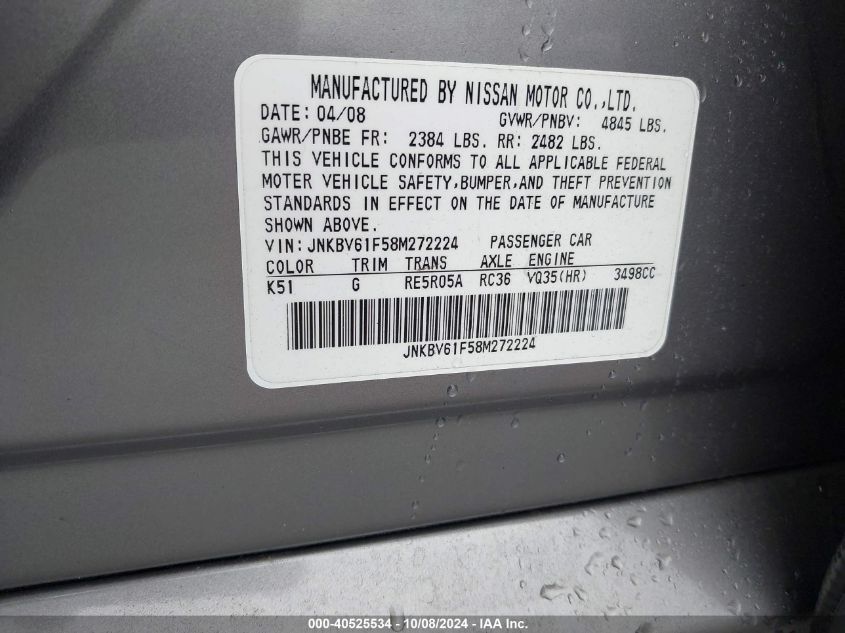 MANUFACTURED BY NISSAN MOTOR CO.,LTD.
DATE: 04/08 GVWR/PNBV: 4845 LBS.
GAWR/PNBE FR: 2384 LBS. RR: 2482 LBS.
THIS VEHICLE CONFORMS TO ALL APPLICABLE FEDERAL
MOTER VEHICLE SAFETY,BUMPER,AND THEFT PREVENTION
STANDARDS IN EFFECT ON THE DATE OF MANUFACTURE
SHOWN ABOVE.
VIN: JNKBV61F58M272224 PASSENGER CAR
COLOR TRIM TRANS AXLE ENGINE
K51 G RE5R05A RC36 VQ35(HR) 3498CC
JNKBV61F58M272224
000-40525534 - 10/08/2024 - IAA, Inc.